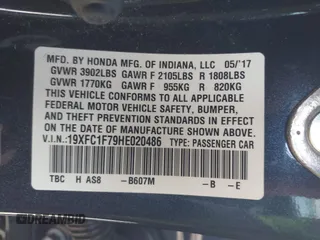 MFD. BY HONDA MFG. OF INDIANA, LLC 05/'17
GVWR 3902LBS GAWR F 2105LBS R 1808LBS
GVWR 1770KG GAWR F 955KG R 820KG
THIS VEHICLE CONFORMS TO ALL APPLICABLE
FEDERAL MOTOR VEHICLE SAFETY, BUMPER,
AND THEFT PREVENTION STANDARDS IN EFFECT
ON THE DATE OF MANUFACTURE SHOWN ABOVE.
V.I.N.: 19XFC1F79HE020486 TYPE: PASSENGER CAR
TBC H AS8 -B607M -B -E
DREAMBID